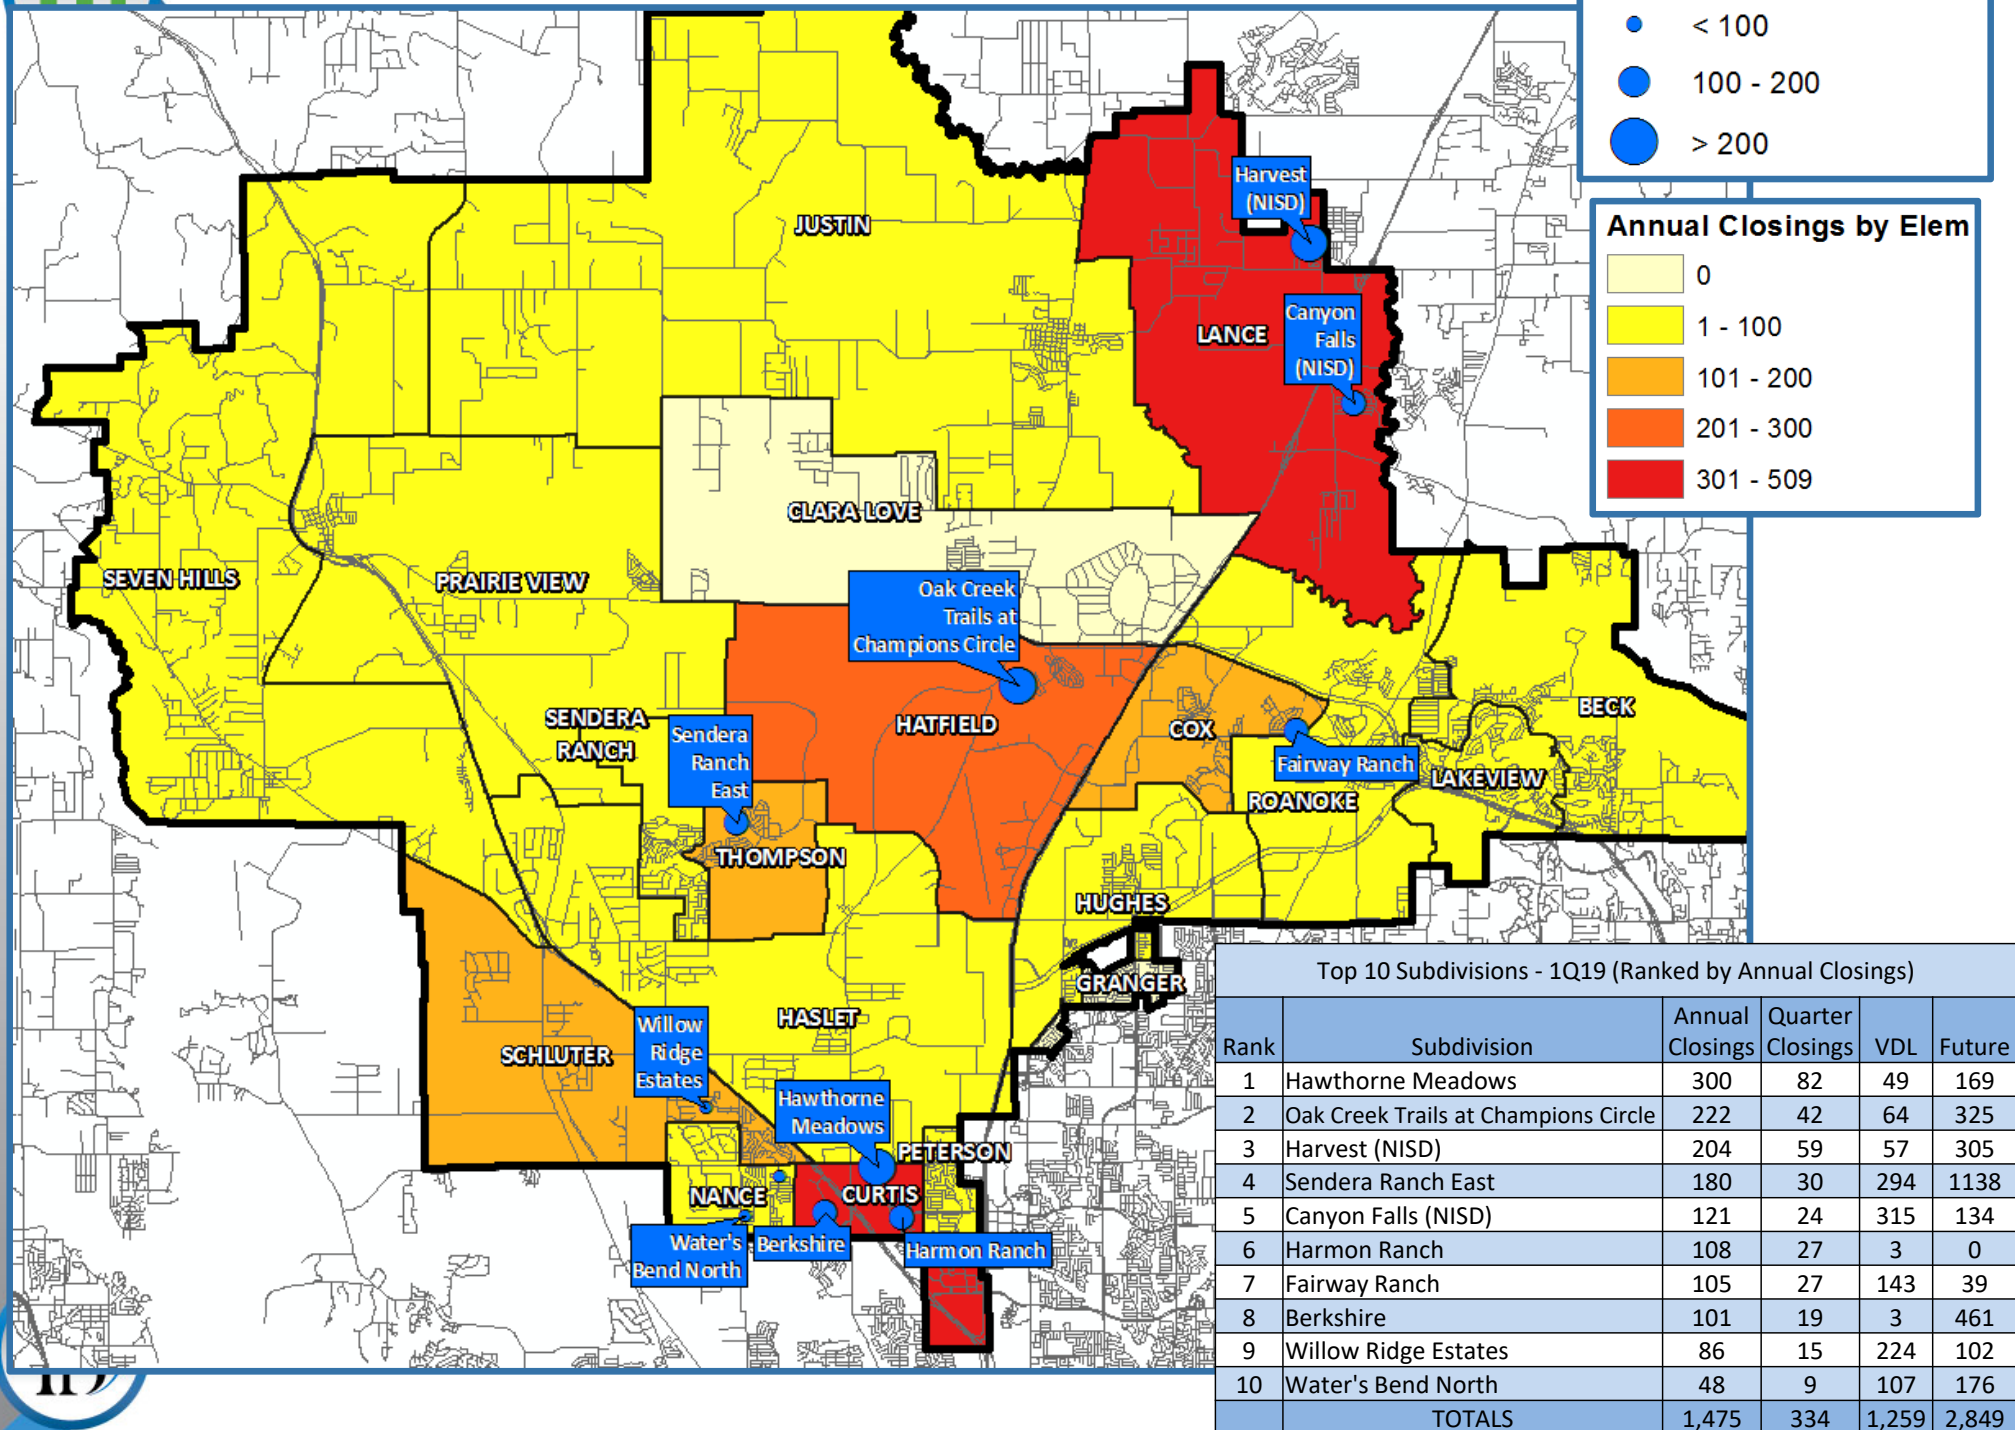 < 100
100 - 200
> 200
Annual Closings by Elem
0
1 - 100
101 - 200
201 - 300
301 - 509
Harvest
(NISD)
JUSTIN
Canyon
Falls
(NISD)
LANCE
CLARA LOVE
SEVEN HILLS
PRAIRIE VIEW
Oak Creek
Trails at
Champions Circle
SENDERA
RANCH
Sendera
Ranch
East
HATFIELD
COX
BECK
Fairway Ranch
LAKEVIEW
ROANOKE
THOMPSON
HUGHES
GRANGER
HASLET
Willow
Ridge
Estates
SCHLUTER
Hawthorne
Meadows
PETERSON
NANCE
CURTIS
Water's
Bend North
Berkshire
Harmon Ranch
Top 10 Subdivisions - 1Q19 (Ranked by Annual Closings)
Rank Subdivision Annual Closings Quarter Closings VDL Future
1 Hawthorne Meadows 300 82 49 169
2 Oak Creek Trails at Champions Circle 222 42 64 325
3 Harvest (NISD) 204 59 57 305
4 Sendera Ranch East 180 30 294 1138
5 Canyon Falls (NISD) 121 24 315 134
6 Harmon Ranch 108 27 3 0
7 Fairway Ranch 105 27 143 39
8 Berkshire 101 19 3 461
9 Willow Ridge Estates 86 15 224 102
10 Water's Bend North 48 9 107 176
TOTALS 1,475 334 1,259 2,849